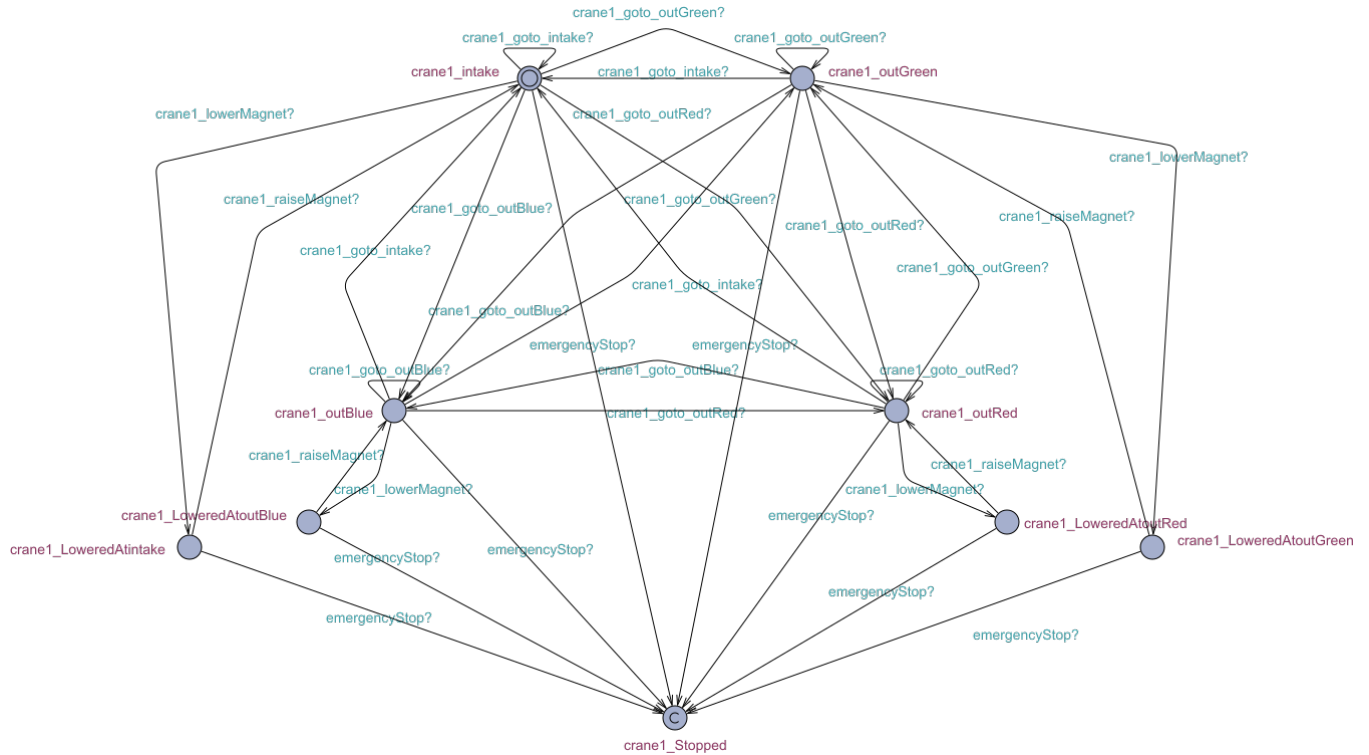 crane1_goto_outGreen?
crane1_goto_intake?
crane1_goto_outGreen?
crane1_intake
crane1_goto_intake?
crane1_outGreen
crane1_lowerMagnet?
crane1_goto_outRed?
crane1_lowerMagnet?
crane1_raiseMagnet?
crane1_goto_outBlue?
crane1_goto_outGreen?
crane1_goto_outRed?
crane1_raiseMagnet?
crane1_goto_intake?
crane1_goto_outGreen?
crane1_goto_intake?
crane1_goto_outBlue?
emergencyStop?
emergencyStop?
crane1_goto_outBlue?
crane1_goto_outBlue?
crane1_goto_outRed?
crane1_outBlue
crane1_goto_outRed?
crane1_outRed
crane1_raiseMagnet?
crane1_raiseMagnet?
crane1_lowerMagnet?
crane1_lowerMagnet?
crane1_LoweredAtoutBlue
emergencyStop?
crane1_LoweredAtoutRed
crane1_LoweredAtintake
emergencyStop?
emergencyStop?
crane1_LoweredAtoutGreen
emergencyStop?
emergencyStop?
emergencyStop?
C
crane1_Stopped